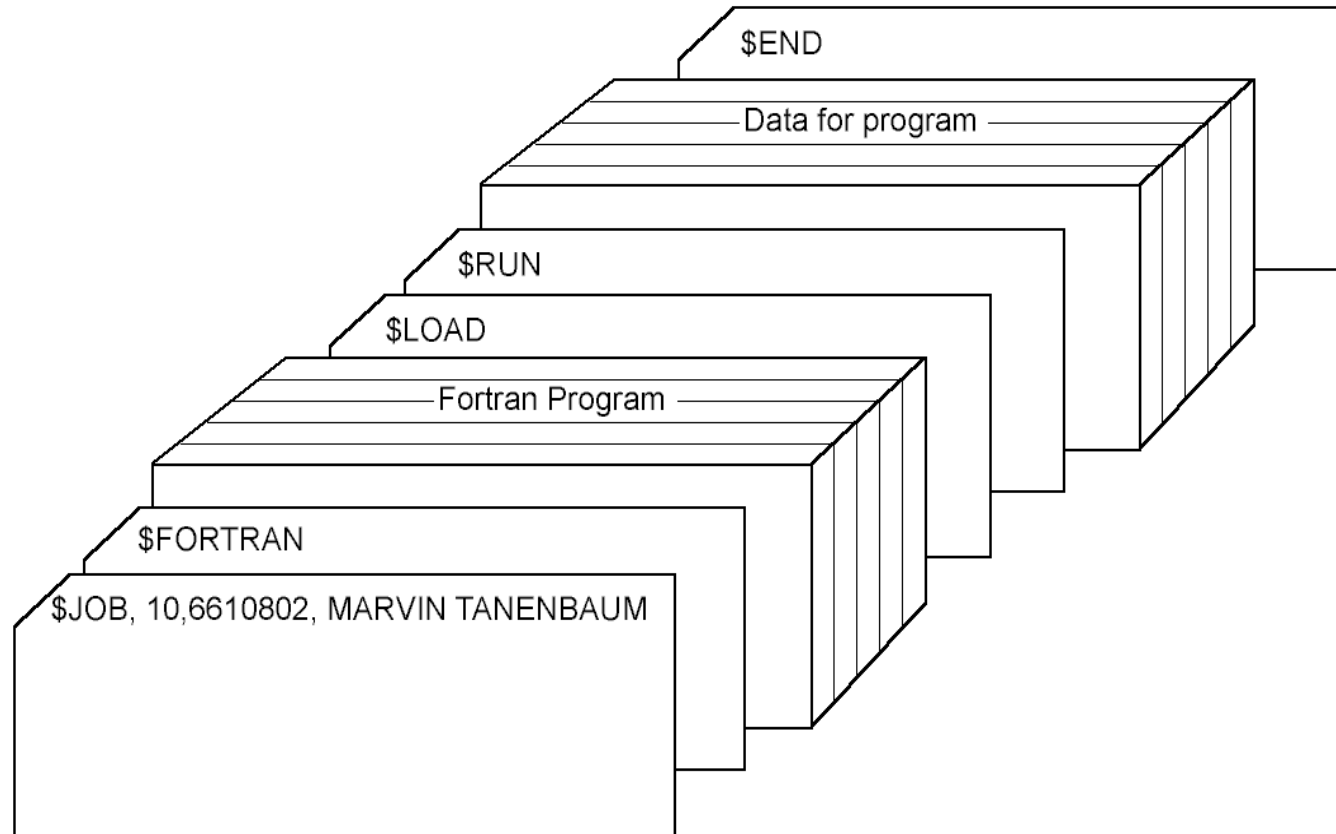 $END
Data for program
$RUN
$LOAD
Fortran Program
$FORTRAN
$JOB, 10,6610802, MARVIN TANENBAUM